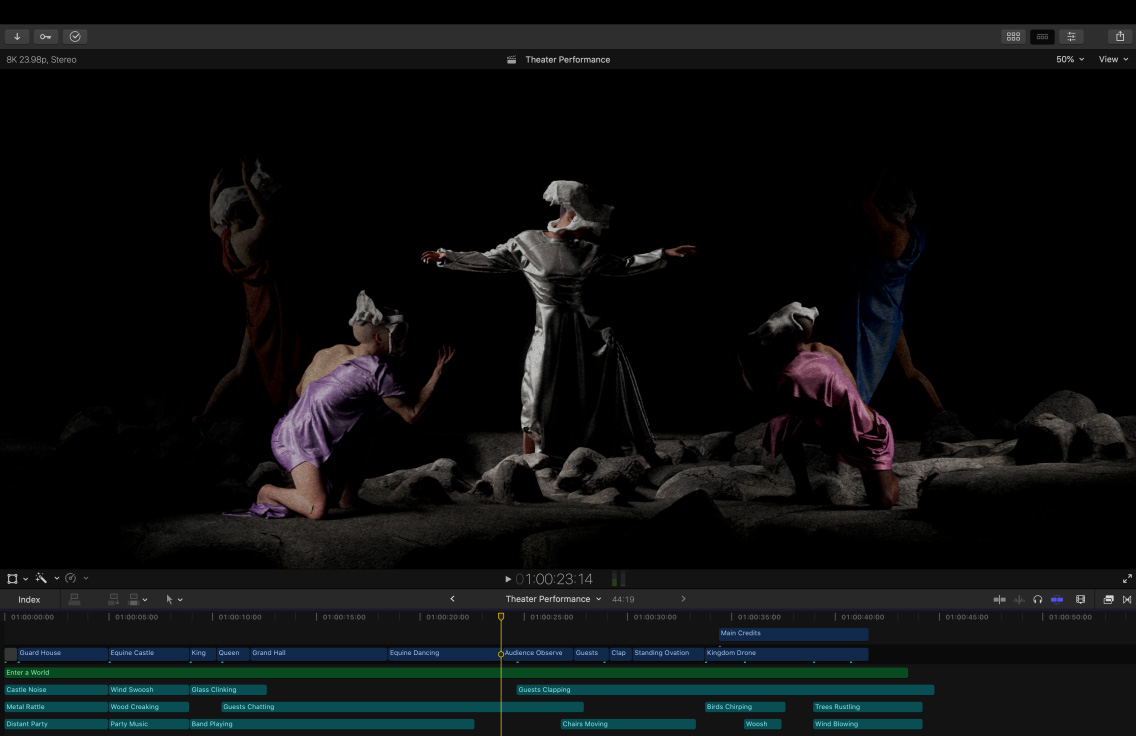 8K 23.98p, Stereo
Theater Performance
50%
View
01:00:23:14
Index
Theater Performance
44:19
01:00:00:00 01:00:05:00 01:00:10:00 01:00:15:00 01:00:20:00 01:00:25:00 01:00:30:00 01:00:35:00 01:00:40:00 01:00:45:00 01:00:50:00
Main Credits
Guard House Equine Castle King Queen Grand Hall Equine Dancing Audience Observe Guests Clap Standing Ovation Kingdom Drone
Enter a World
Castle Noise Wind Swoosh Glass Clinking Guests Clapping
Metal Rattle Wood Creaking Guests Chatting Birds Chirping Trees Rustling
Distant Party Party Music Band Playing Chairs Moving Woosh Wind Blowing